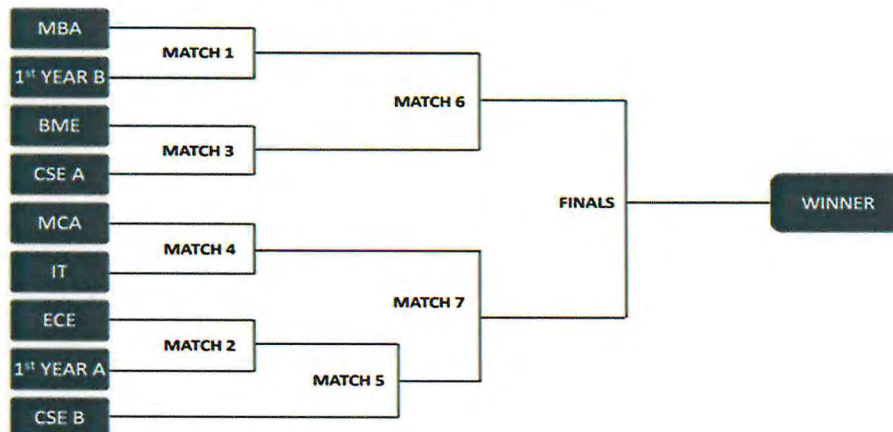 MBA
MATCH 1
1st YEAR B
MATCH 6
BME
MATCH 3
CSE A
FINALS
WINNER
MCA
MATCH 4
IT
MATCH 7
ECE
MATCH 2
1st YEAR A
MATCH 5
CSE B